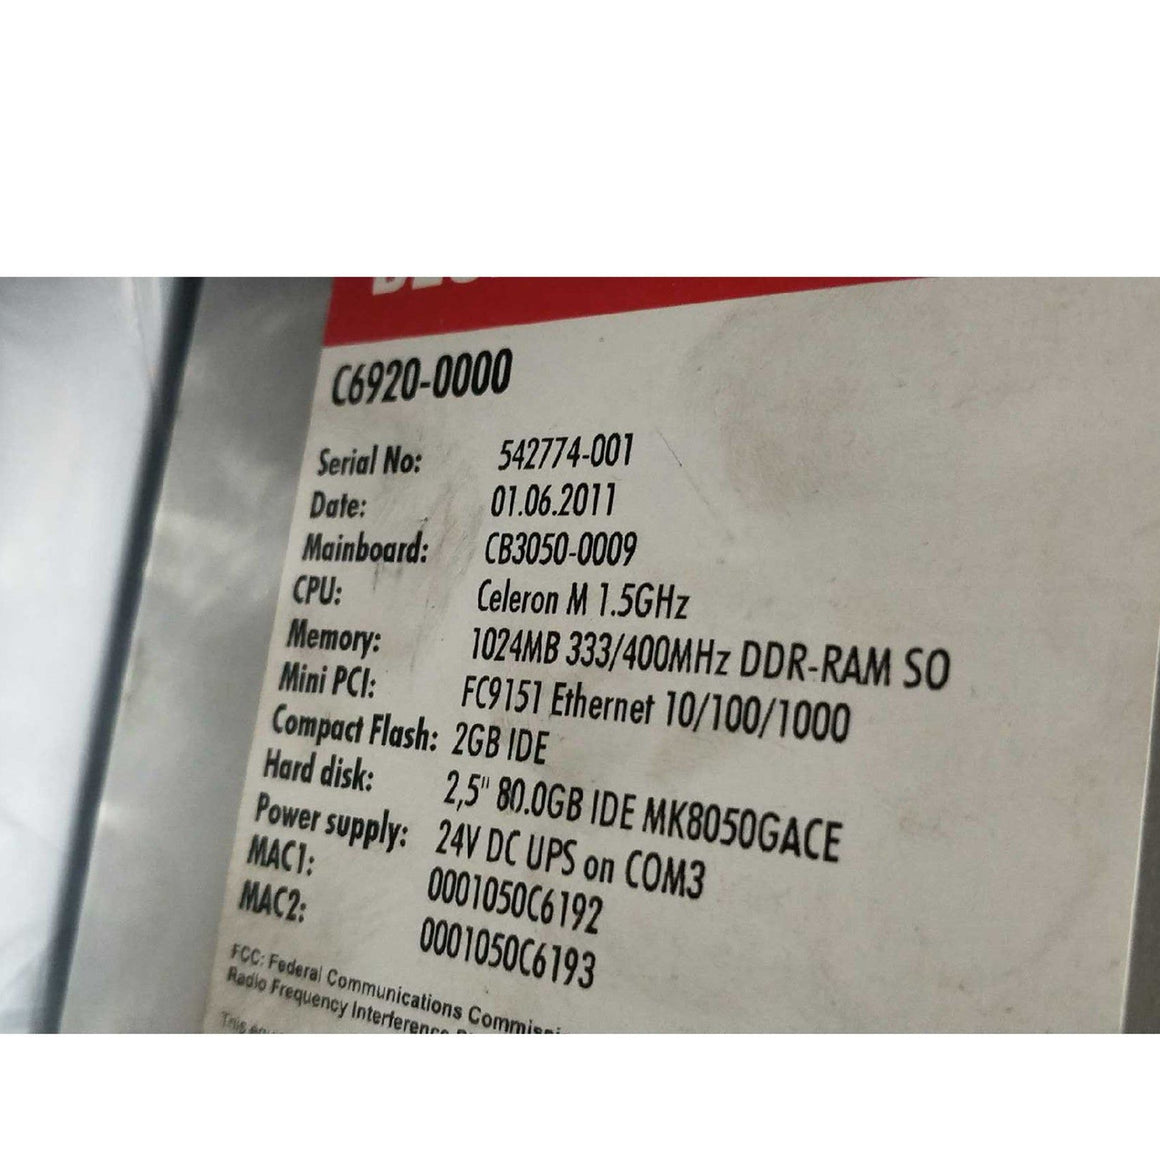 C6920-0000
Serial No: 542774-001
Date: 01.06.2011
Mainboard: CB3050-0009
CPU: Celeron M 1.5GHz
Memory: 1024MB 333/400MHz DDR-RAM SO
Mini PCI: FC9151 Ethernet 10/100/1000
Compact Flash: 2GB IDE
Hard disk: 2,5" 80.0GB IDE MK8050GACE
Power supply: 24V DC UPS on COM3
MAC1: 0001050C6192
MAC2: 0001050C6193
FCC: Federal Communications Commissi
Radio Frequency Interference
This